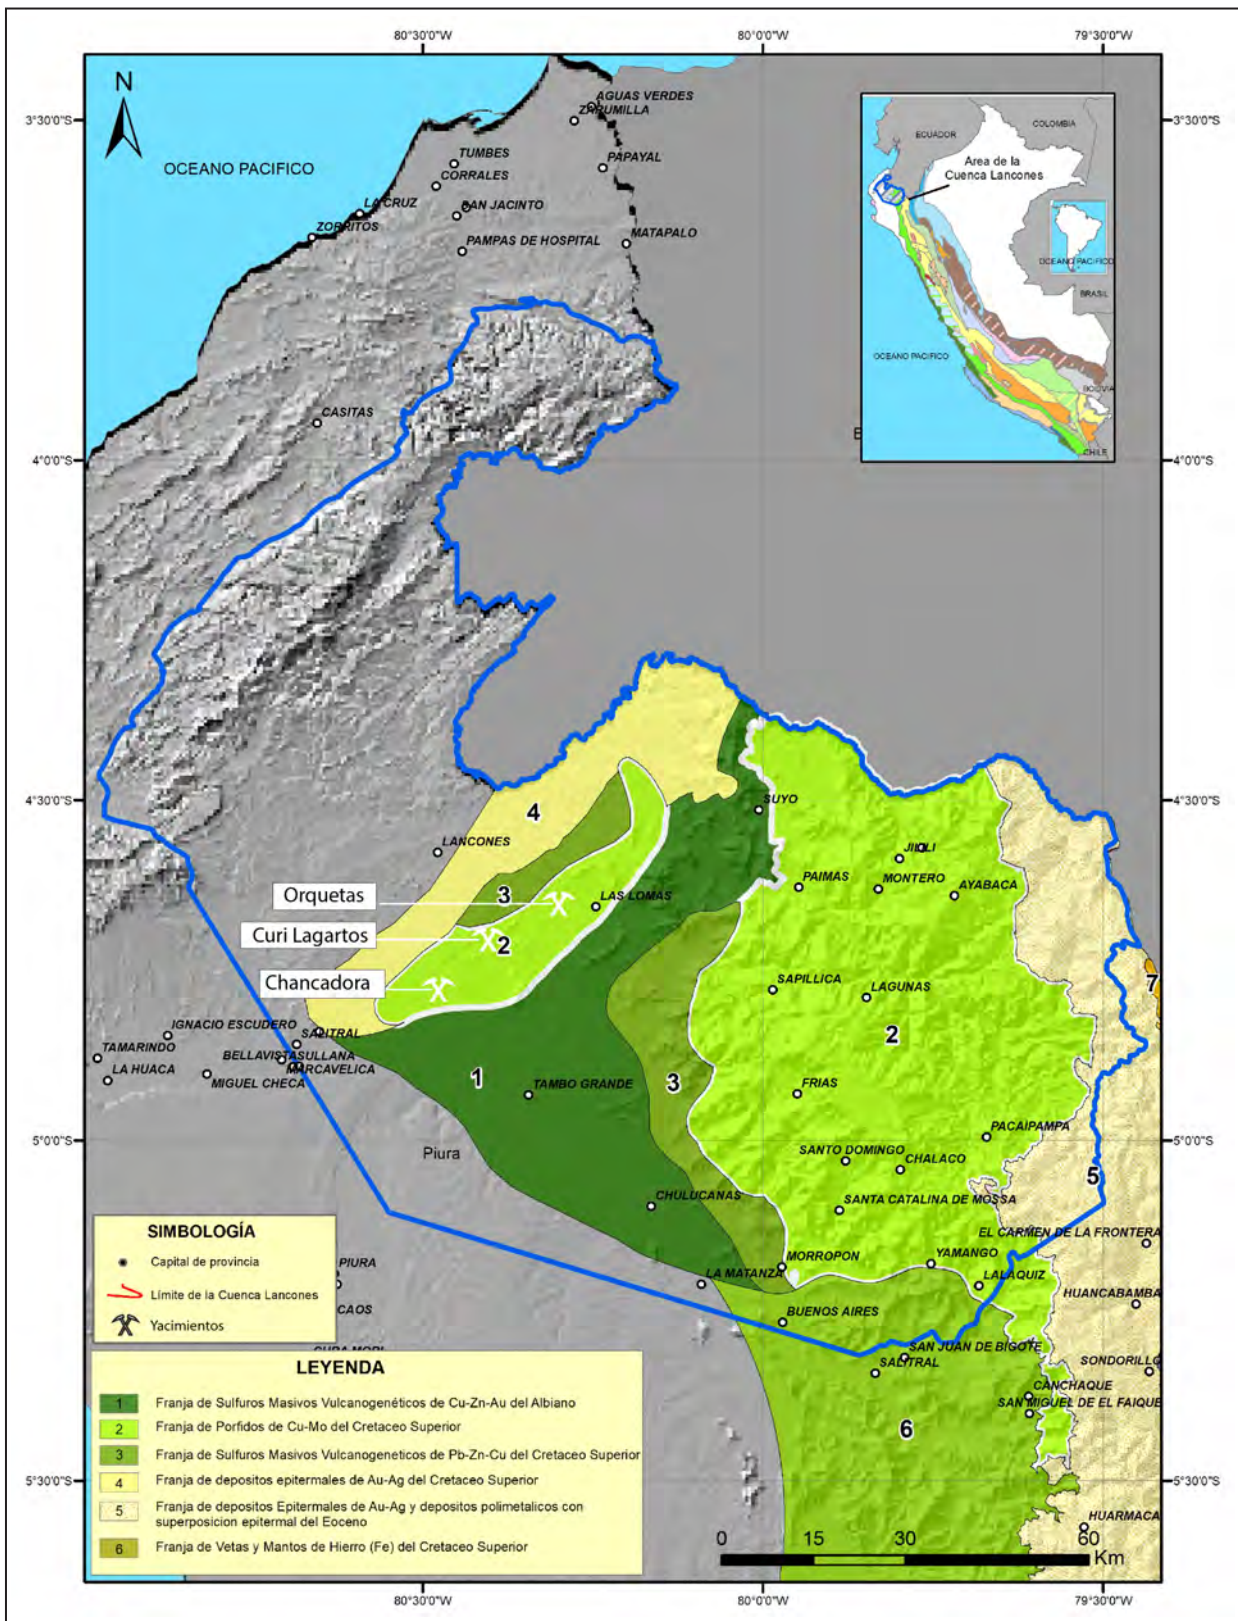 80°30'0"W
80°0'0"W
79°30'0"W
3°30'0"S
3°30'0"S
N
OCEANO PACIFICO
AGUAS VERDES
ZARUMILLA
TUMBES
PAPAYAL
CORRALES
LA CRUZ
SAN JACINTO
ZORRITOS
PAMPAS DE HOSPITAL
MATAPALO
CASITAS
ECUADOR
COLOMBIA
Area de la
Cuenca Lancones
OCEANO PACIFICO
BRASIL
OCEANO PACIFICO
BOLIVIA
CHILE
4°0'0"S
4°0'0"S
4°30'0"S
4°30'0"S
4
SUYO
LANCONES
JILILI
PAIMAS
MONTERO
AYABACA
Orquetas
3
LAS LOMAS
Curi Lagartos
2
Chancadora
SAPILLICA
LAGUNAS
7
2
IGNACIO ESCUDERO
SALITRAL
TAMARINDO
BELLAVISTA
SULLANA
LA HUACA
MARCAVELICA
MIGUEL CHECA
1
TAMBO GRANDE
3
FRIAS
PACAIPAMPA
5°0'0"S
5°0'0"S
Piura
SANTO DOMINGO
CHALACO
5
CHULUCANAS
SANTA CATALINA DE MOSSA
EL CARMEN DE LA FRONTERA
MORROPON
YAMANGO
LA MATANZA
LALAQUIZ
HUANCABAMBA
BUENOS AIRES
SAN JUAN DE BIGOTE
SALITRAL
SONDORILLO
CANCHAQUE
SAN MIGUEL DE EL FAIQUE
6
5°30'0"S
5°30'0"S
HUARMACA
SIMBOLOGÍA
Capital de provincia
Límite de la Cuenca Lancones
Yacimientos
PIURA
CAOS
LEYENDA
1 Franja de Sulfuros Masivos Vulcanogenéticos de Cu-Zn-Au del Albiano
2 Franja de Porfidos de Cu-Mo del Cretaceo Superior
3 Franja de Sulfuros Masivos Vulcanogeneticos de Pb-Zn-Cu del Cretaceo Superior
4 Franja de depositos epitermales de Au-Ag del Cretaceo Superior
5 Franja de depositos Epitermales de Au-Ag y depositos polimetalicos con
superposicion epitermal del Eoceno
6 Franja de Vetas y Mantos de Hierro (Fe) del Cretaceo Superior
0 15 30 60
Km
80°30'0"W
80°0'0"W
79°30'0"W